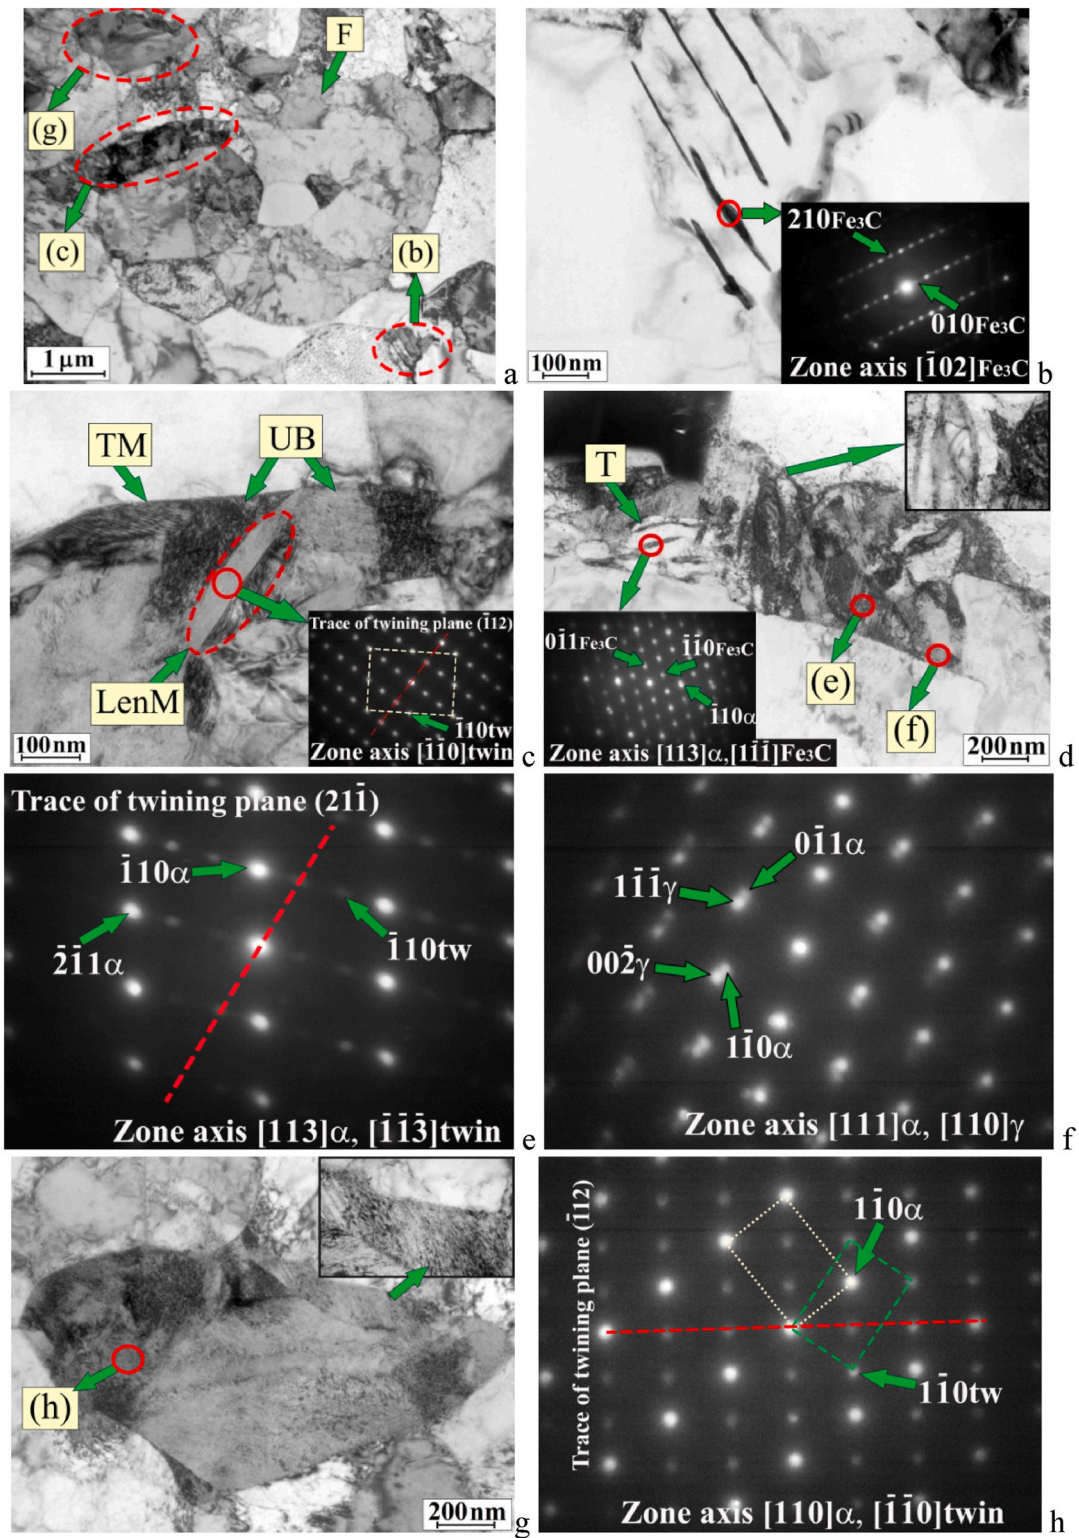 F
(g)
(c)
(b)
1 μm
a
210Fe₃C
010Fe₃C
Zone axis [1̄02]Fe₃C
100nm
b
TM
UB
LenM
Trace of twining plane (1̄12)
1̄10tw
Zone axis [1̄1̄0]twin
100nm
c
T
01̄1Fe₃C
1̄1̄0Fe₃C
1̄10α
Zone axis [113]α,[11̄1̄]Fe₃C
(e)
(f)
200nm
d
Trace of twining plane (211̄)
1̄10α
2̄1̄1α
1̄10tw
Zone axis [113]α, [1̄1̄3̄]twin
e
01̄1α
11̄1̄γ
002̄γ
11̄0α
Zone axis [111]α, [110]γ
f
(h)
200nm
g
Trace of twining plane (1̄12)
11̄0α
11̄0tw
Zone axis [110]α, [1̄1̄0]twin
h